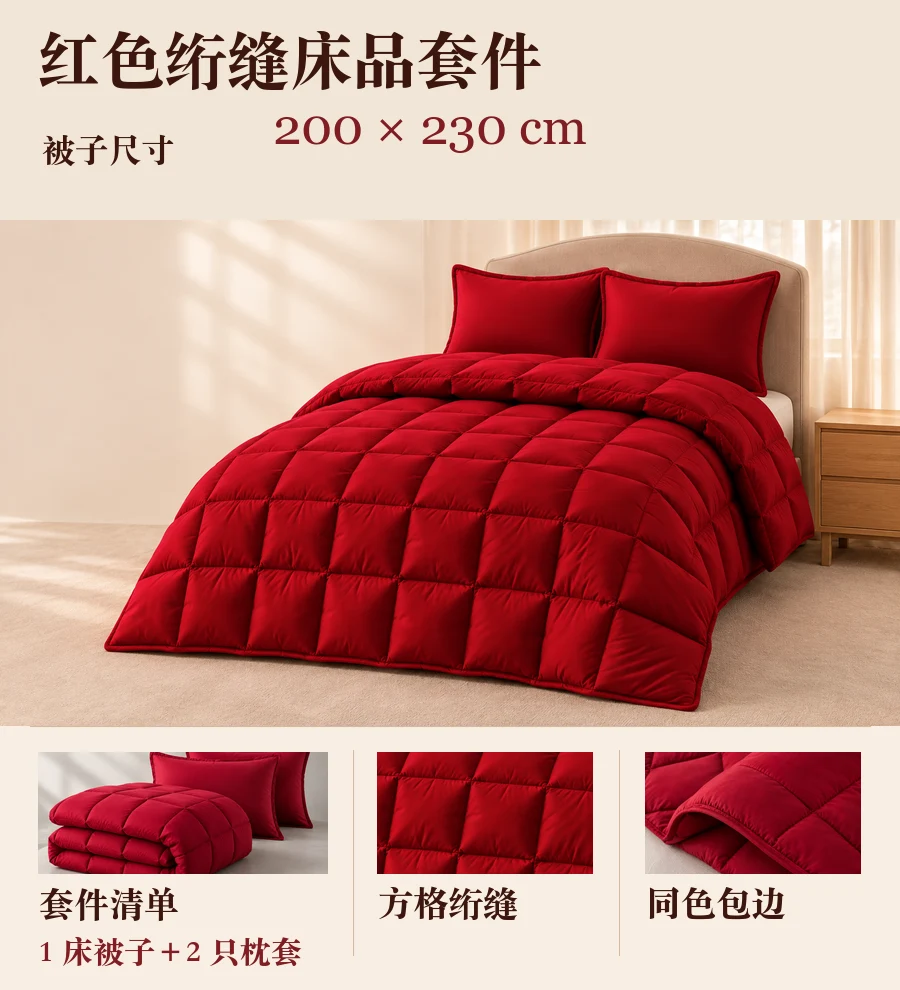 红色绗缝床品套件
被子尺寸
200 × 230 cm
套件清单
1 床被子+2 只枕套
方格绗缝
同色包边